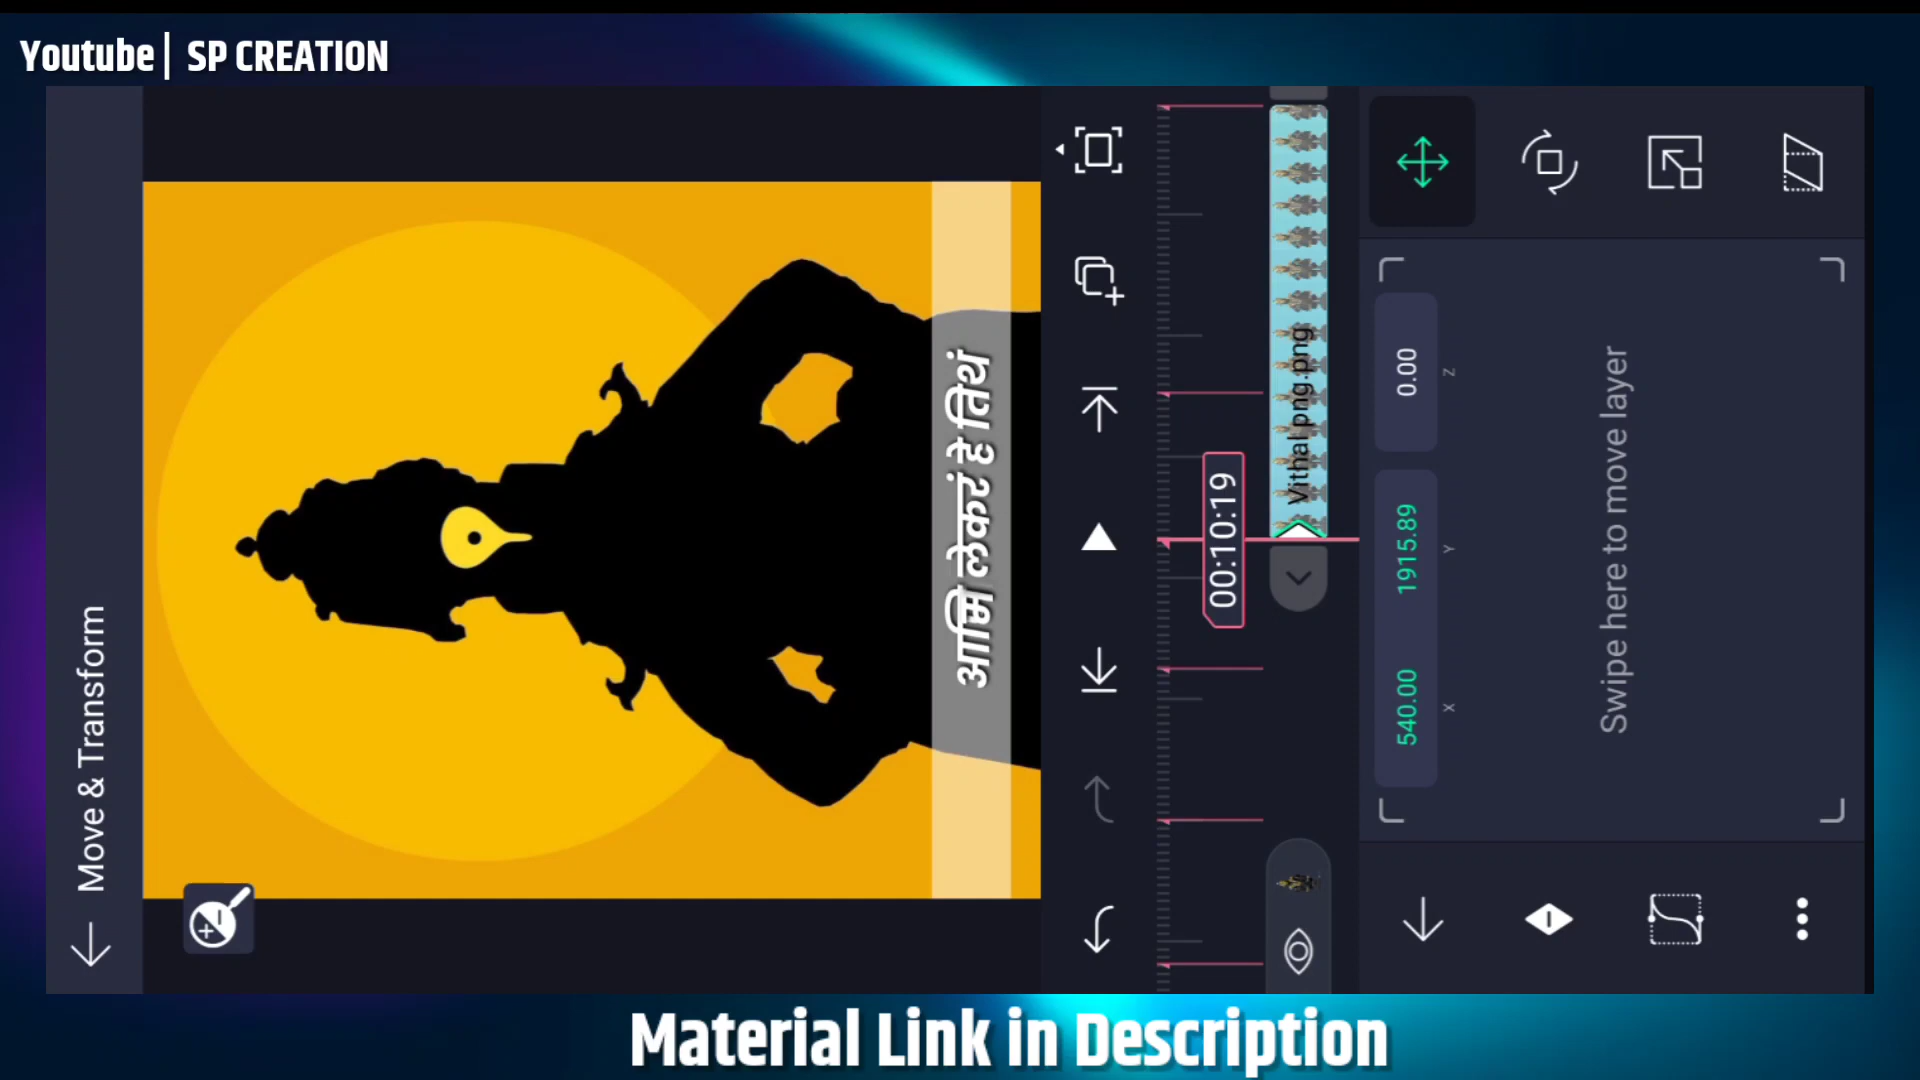 Youtube| SP CREATION
Move & Transform
आमि लेकरं हे तिथं
00:10:19
Vithal png.png
540.00
X
1915.89
Y
0.00
Z
Swipe here to move layer
Material Link in Description